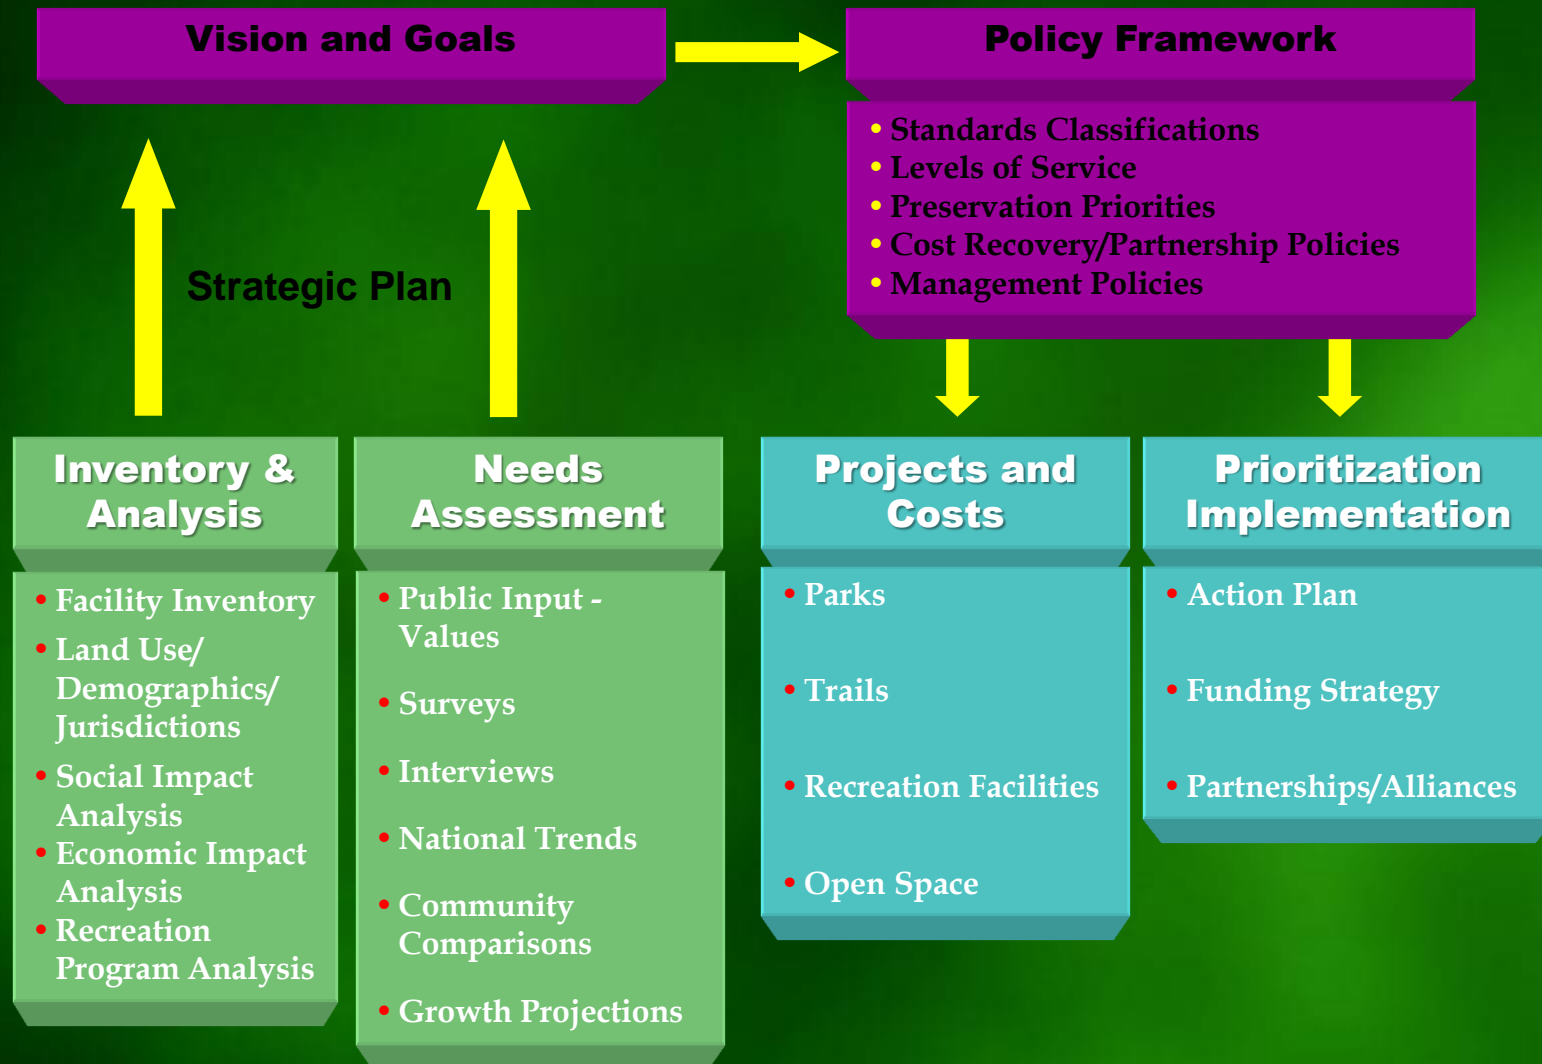 Vision and Goals
Policy Framework
• Standards Classifications
• Levels of Service
• Preservation Priorities
• Cost Recovery/Partnership Policies
• Management Policies
Strategic Plan
Inventory &
Analysis
• Facility Inventory
• Land Use/
Demographics/
Jurisdictions
• Social Impact
Analysis
• Economic Impact
Analysis
• Recreation
Program Analysis
Needs
Assessment
• Public Input -
Values
• Surveys
• Interviews
• National Trends
• Community
Comparisons
• Growth Projections
Projects and
Costs
• Parks
• Trails
• Recreation Facilities
• Open Space
Prioritization
Implementation
• Action Plan
• Funding Strategy
• Partnerships/Alliances